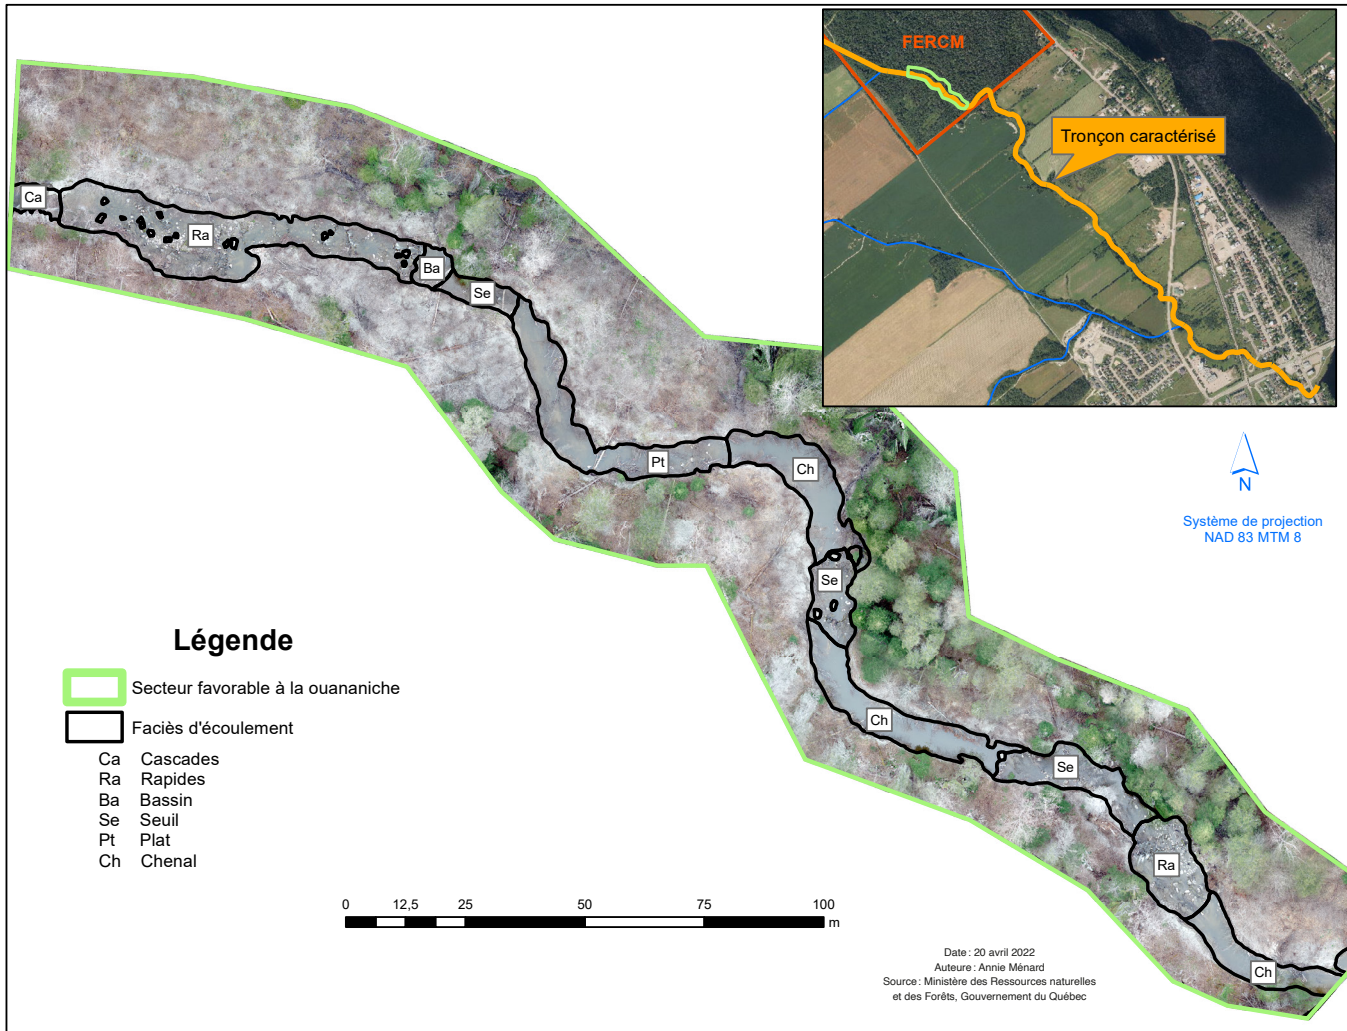 FERCM
Tronçon caractérisé
Ca
Ra
Ba
Se
Pt
Ch
Se
Ch
Se
Ra
Ch
N
Système de projection
NAD 83 MTM 8
Légende
Secteur favorable à la ouananiche
Faciès d'écoulement
Ca Cascades
Ra Rapides
Ba Bassin
Se Seuil
Pt Plat
Ch Chenal
0 12,5 25 50 75 100
m
Date : 20 avril 2022
Auteure : Annie Ménard
Source : Ministère des Ressources naturelles
et des Forêts, Gouvernement du Québec